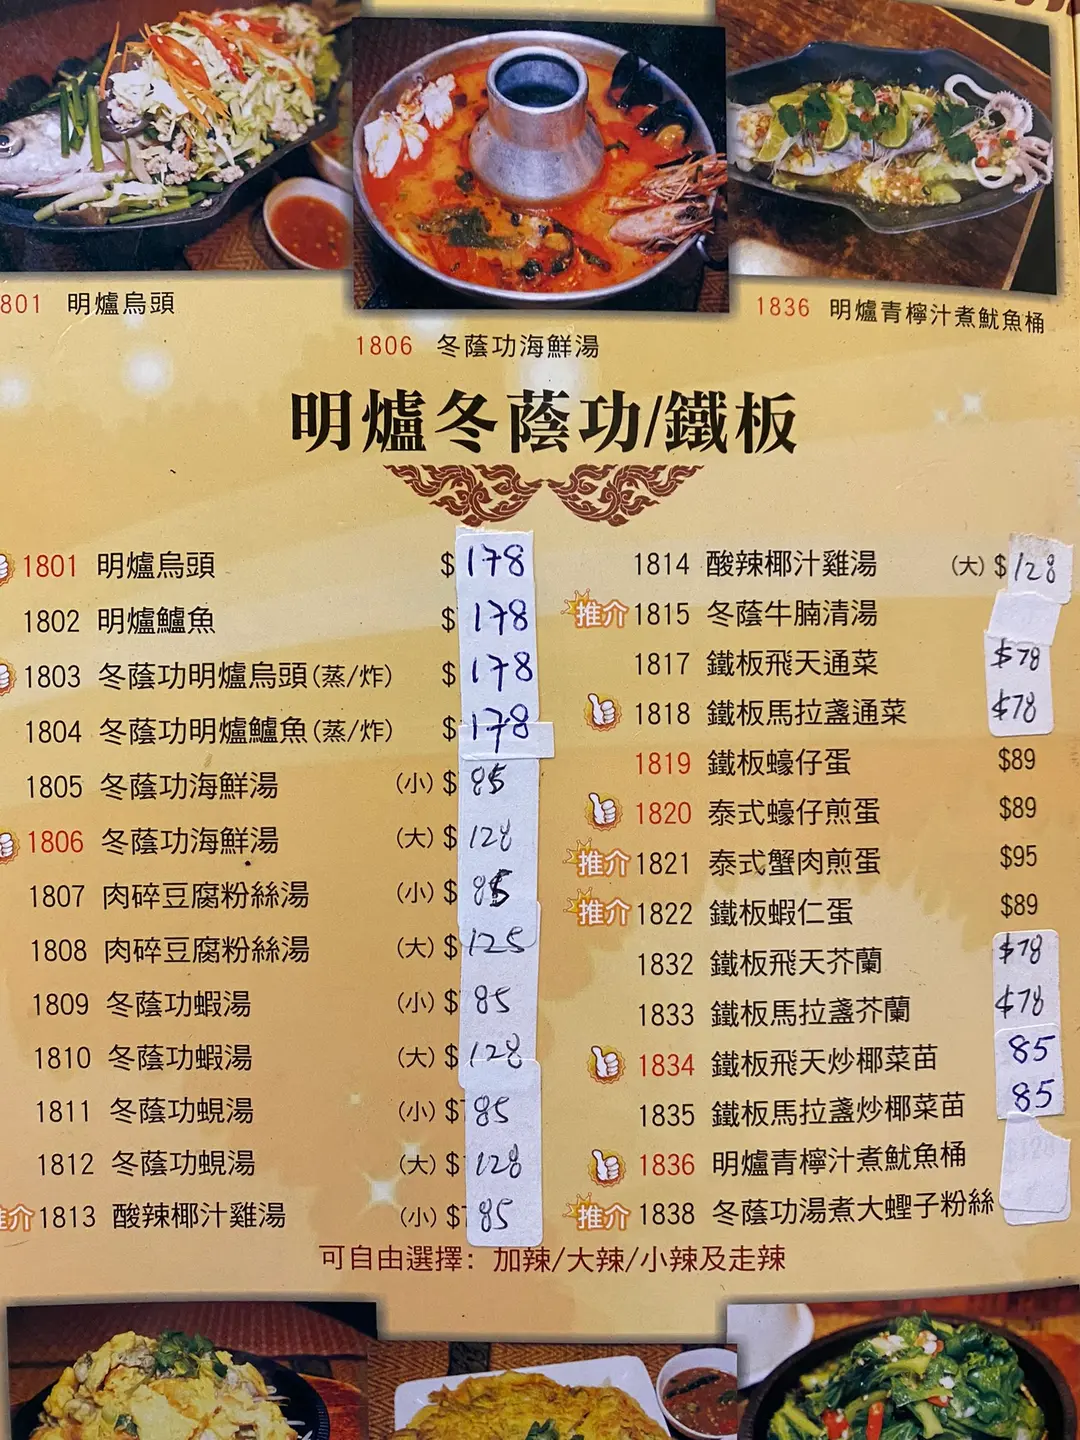 1801 明爐烏頭
1806 冬蔭功海鮮湯
1836 明爐青檸汁煮魷魚桶
明爐冬蔭功/鐵板
1801 明爐烏頭 $178
1802 明爐鱸魚 $178
1803 冬蔭功明爐烏頭(蒸/炸) $178
1804 冬蔭功明爐鱸魚(蒸/炸) $178
1805 冬蔭功海鮮湯 (小) $85
1806 冬蔭功海鮮湯 (大) $128
1807 肉碎豆腐粉絲湯 (小) $85
1808 肉碎豆腐粉絲湯 (大) $125
1809 冬蔭功蝦湯 (小) $85
1810 冬蔭功蝦湯 (大) $128
1811 冬蔭功蜆湯 (小) $85
1812 冬蔭功蜆湯 (大) $128
推介 1813 酸辣椰汁雞湯 (小) $85
1814 酸辣椰汁雞湯 (大) $128
推介 1815 冬蔭牛腩清湯
1817 鐵板飛天通菜 $78
1818 鐵板馬拉盞通菜 $78
1819 鐵板蠔仔蛋 $89
1820 泰式蠔仔煎蛋 $89
推介 1821 泰式蟹肉煎蛋 $95
推介 1822 鐵板蝦仁蛋 $89
1832 鐵板飛天芥蘭 $78
1833 鐵板馬拉盞芥蘭 $78
1834 鐵板飛天炒椰菜苗 85
1835 鐵板馬拉盞炒椰菜苗 85
1836 明爐青檸汁煮魷魚桶
推介 1838 冬蔭功湯煮大蟶子粉絲
可自由選擇: 加辣/大辣/小辣及走辣